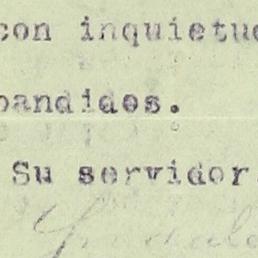 con inquietud
bandidos.
Su servidor